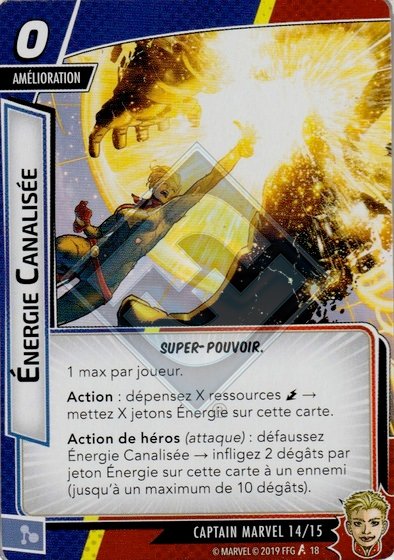 0
AMÉLIORATION
ÉNERGIE CANALISÉE
SUPER-POUVOIR.
1 max par joueur.
Action : dépensez X ressources →
mettez X jetons Énergie sur cette carte.
Action de héros (attaque) : défaussez
Énergie Canalisée → infligez 2 dégâts par
jeton Énergie sur cette carte à un ennemi
(jusqu'à un maximum de 10 dégâts).
CAPTAIN MARVEL 14/15
© MARVEL © 2019 FFG 18